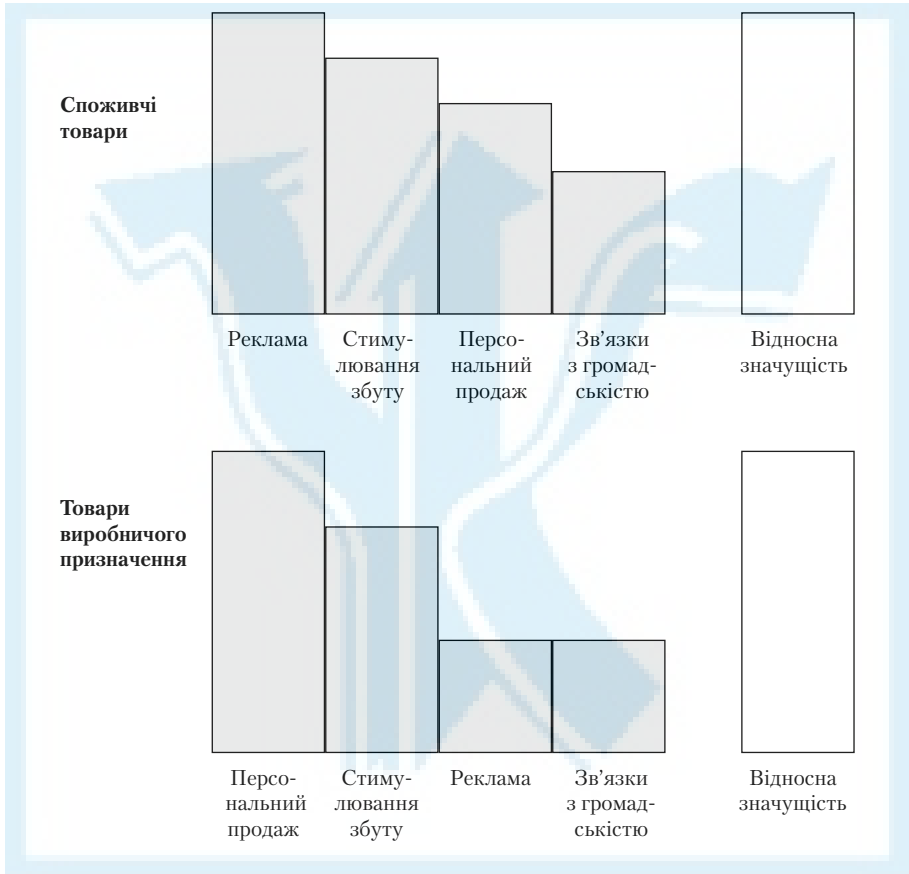 Споживчі
товари
Реклама
Стиму-
лювання
збуту
Персо-
нальний
продаж
Зв’язки
з громад-
ськістю
Відносна
значущість
Товари
виробничого
призначення
Персо-
нальний
продаж
Стиму-
лювання
збуту
Реклама
Зв’язки
з громад-
ськістю
Відносна
значущість